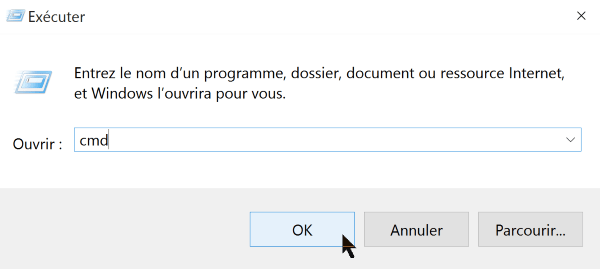 Exécuter
Entrez le nom d’un programme, dossier, document ou ressource Internet,
et Windows l’ouvrira pour vous.
Ouvrir : cmd
OK Annuler Parcourir...